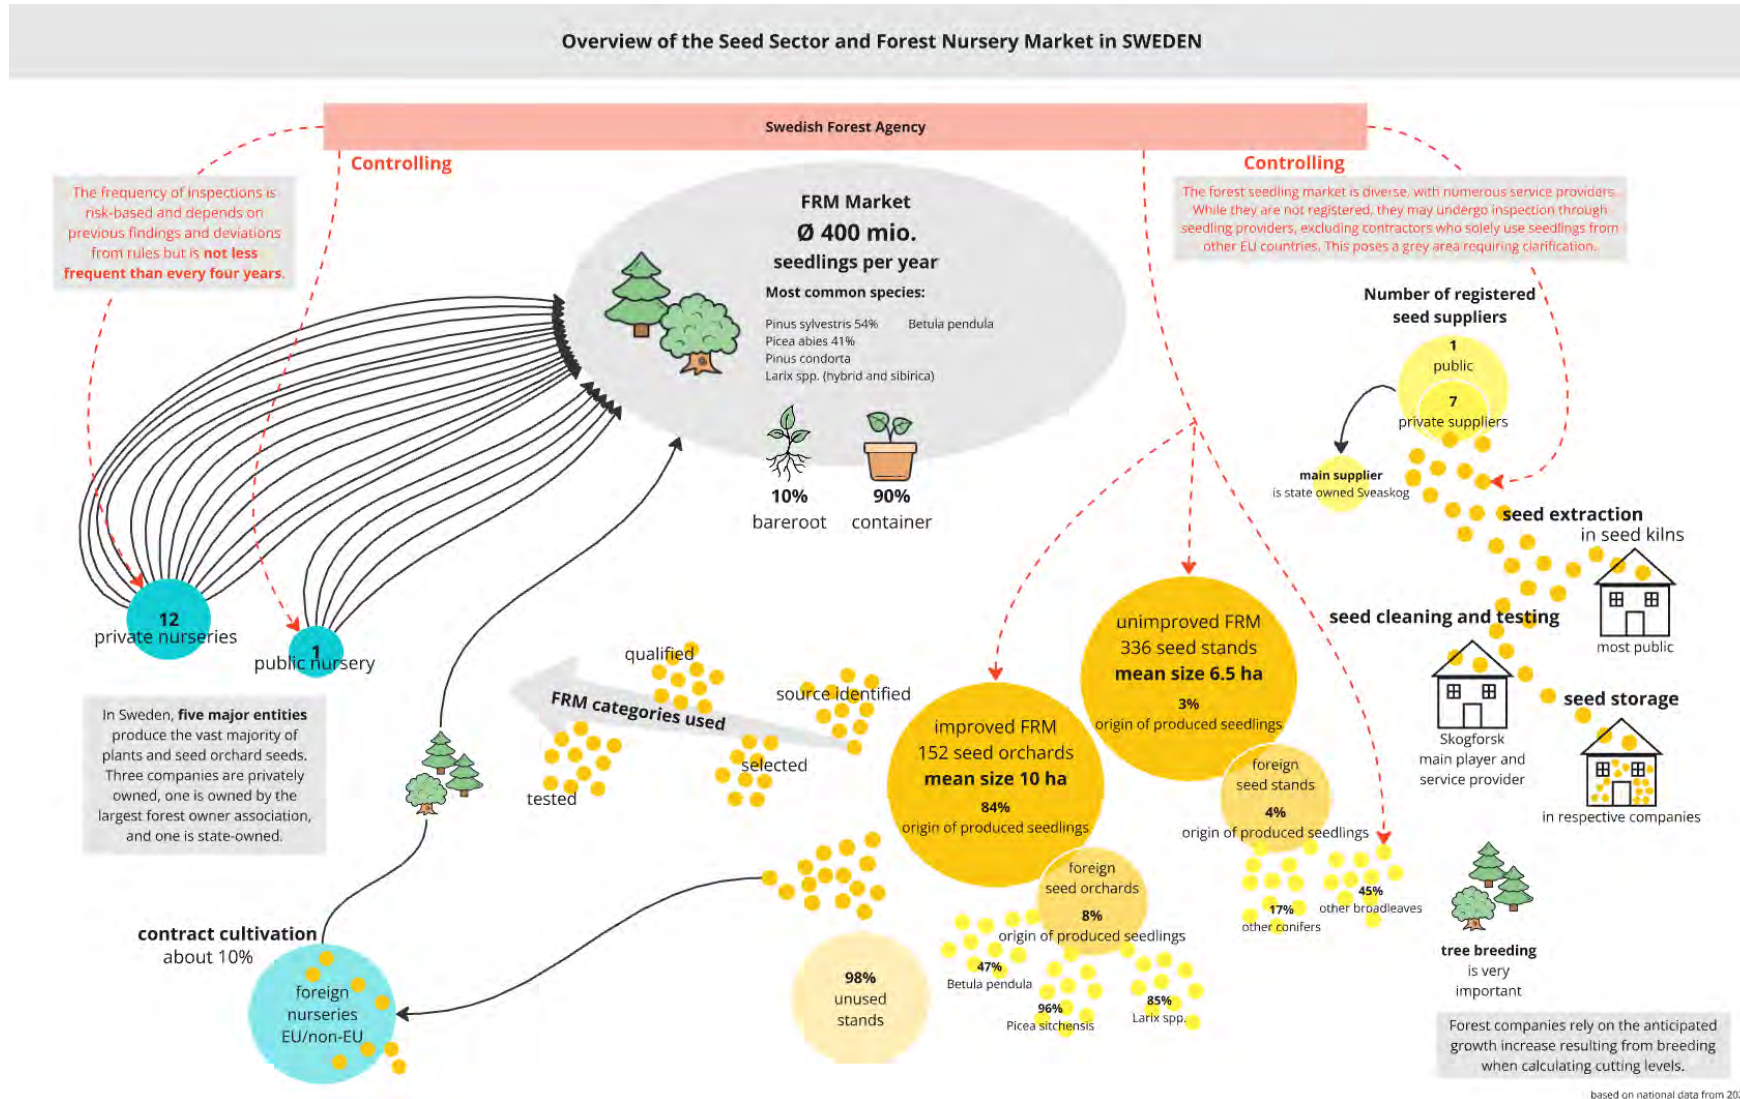 Overview of the Seed Sector and Forest Nursery Market in SWEDEN
Swedish Forest Agency
Controlling
Controlling
The frequency of inspections is
risk-based and depends on
previous findings and deviations
from rules but is not less
frequent than every four years.
The forest seedling market is diverse, with numerous service providers.
While they are not registered, they may undergo inspection through
seedling providers, excluding contractors who solely use seedlings from
other EU countries. This poses a grey area requiring clarification.
FRM Market
Ø 400 mio.
seedlings per year
Most common species:
Pinus sylvestris 54%
Betula pendula
Picea abies 41%
Pinus condorta
Larix spp. (hybrid and sibirica)
10%
bareroot
90%
container
Number of registered
seed suppliers
1
public
7
private suppliers
main supplier
is state owned Sveaskog
seed extraction
in seed kilns
most public
seed cleaning and testing
Skogforsk
main player and
service provider
seed storage
in respective companies
12
private nurseries
1
public nursery
In Sweden, five major entities
produce the vast majority of
plants and seed orchard seeds.
Three companies are privately
owned, one is owned by the
largest forest owner association,
and one is state-owned.
FRM categories used
qualified
source identified
selected
tested
unimproved FRM
336 seed stands
mean size 6.5 ha
3%
origin of produced seedlings
improved FRM
152 seed orchards
mean size 10 ha
84%
origin of produced seedlings
foreign
seed stands
4%
origin of produced seedlings
17%
other conifers
45%
other broadleaves
foreign
seed orchards
8%
origin of produced seedlings
47%
Betula pendula
96%
Picea sitchensis
85%
Larix spp.
98%
unused
stands
contract cultivation
about 10%
foreign
nurseries
EU/non-EU
tree breeding
is very
important
Forest companies rely on the anticipated
growth increase resulting from breeding
when calculating cutting levels.
based on national data from